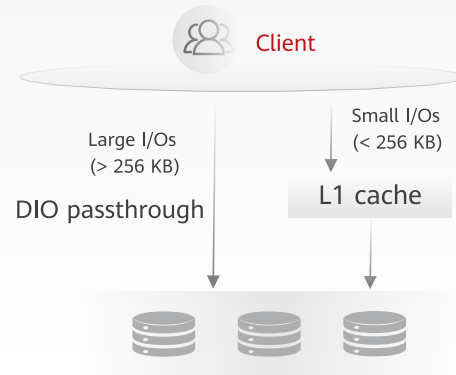 Client
Large I/Os
(> 256 KB)
DIO passthrough
Small I/Os
(< 256 KB)
L1 cache